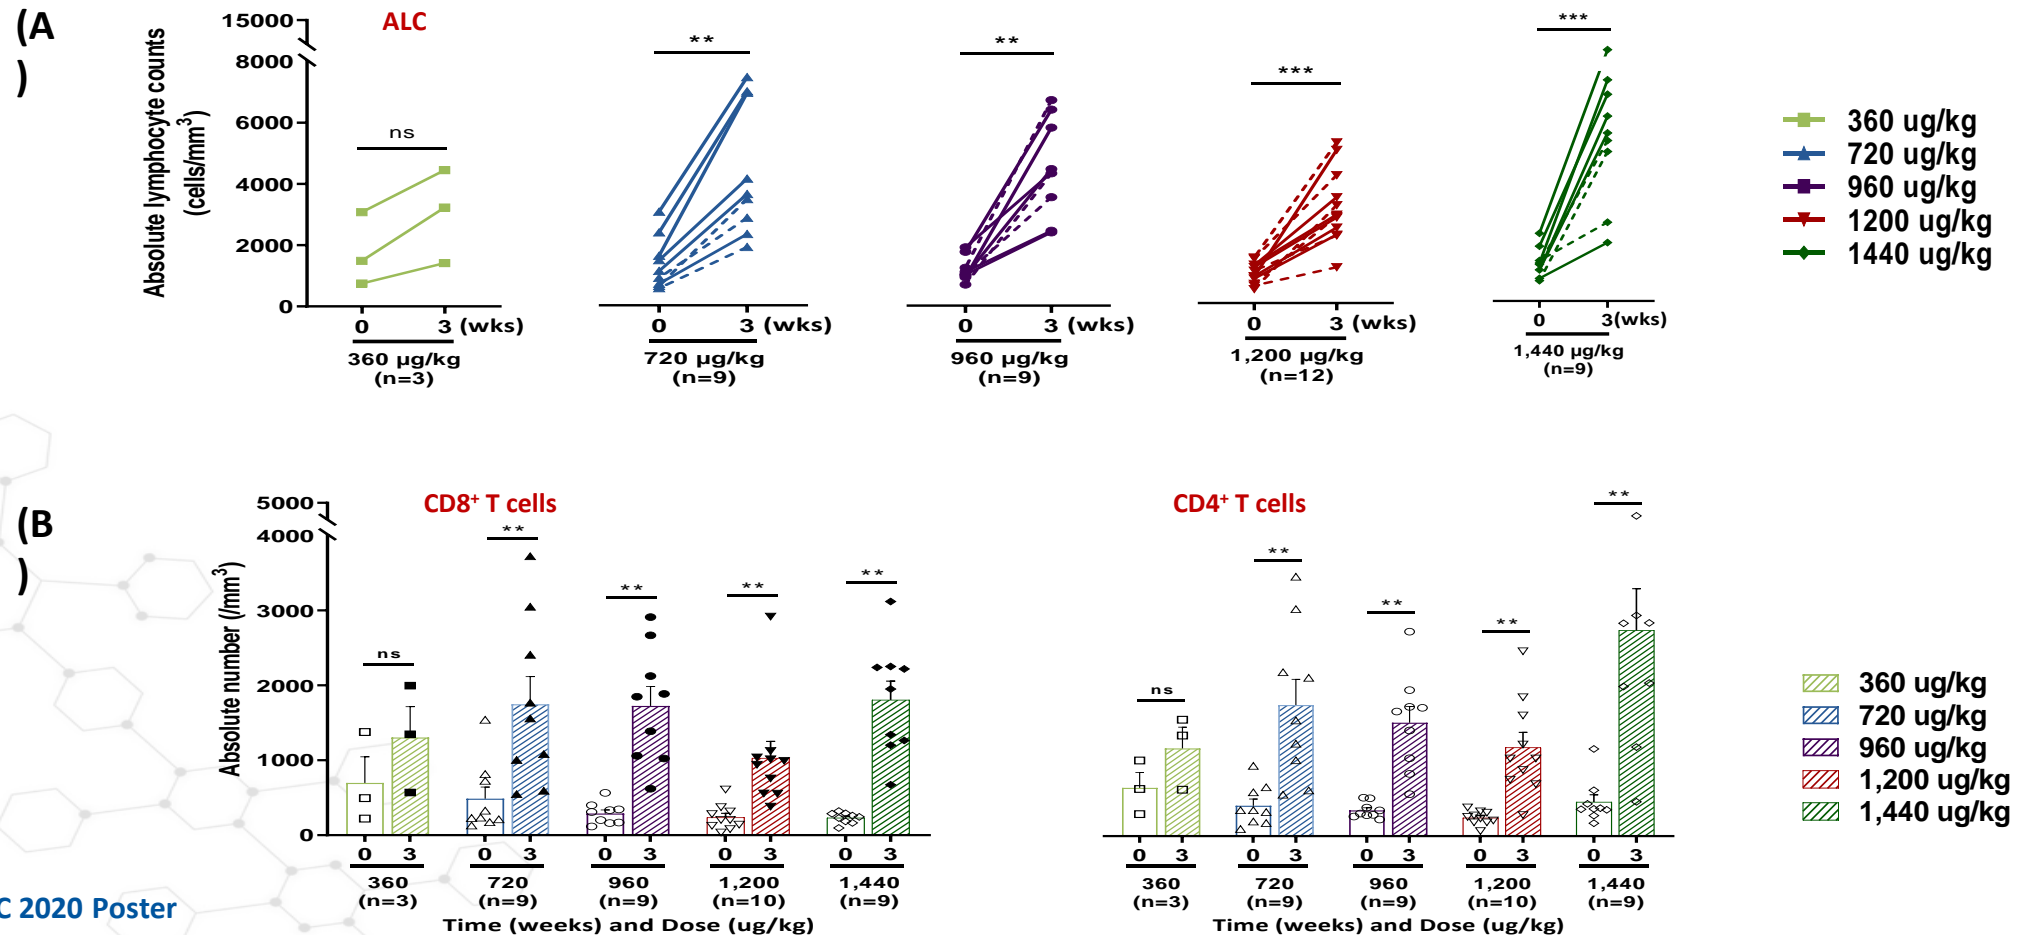 (A
)
ALC
Absolute lymphocyte counts
(cells/mm³)
15000
8000
6000
4000
2000
0
ns
**
**
***
***
0 3 (wks)
360 µg/kg
(n=3)
0 3 (wks)
720 µg/kg
(n=9)
0 3 (wks)
960 µg/kg
(n=9)
0 3 (wks)
1,200 µg/kg
(n=12)
0 3(wks)
1,440 µg/kg
(n=9)
360 ug/kg
720 ug/kg
960 ug/kg
1200 ug/kg
1440 ug/kg
(B
)
CD8⁺ T cells
Absolute number (/mm³)
5000
4000
3000
2000
1000
0
ns
**
**
**
**
0 3 0 3 0 3 0 3 0 3
360 720 960 1,200 1,440
(n=3) (n=9) (n=9) (n=10) (n=9)
Time (weeks) and Dose (ug/kg)
CD4⁺ T cells
ns
**
**
**
**
0 3 0 3 0 3 0 3 0 3
360 720 960 1,200 1,440
(n=3) (n=9) (n=9) (n=10) (n=9)
Time (weeks) and Dose (ug/kg)
360 ug/kg
720 ug/kg
960 ug/kg
1,200 ug/kg
1,440 ug/kg
C 2020 Poster